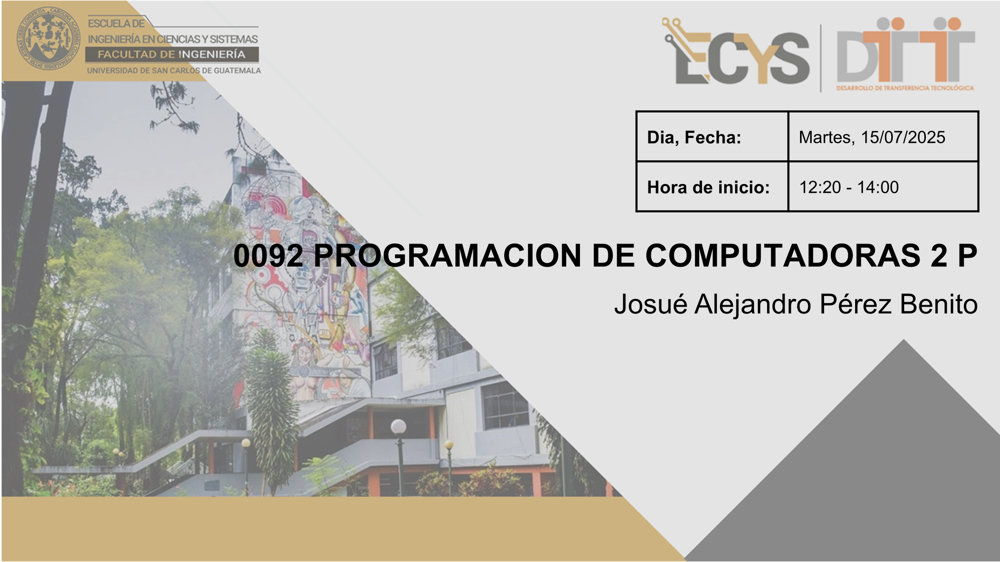 ESCUELA DE
INGENIERÍA EN CIENCIAS Y SISTEMAS
FACULTAD DE INGENIERÍA
UNIVERSIDAD DE SAN CARLOS DE GUATEMALA
ECYS
DTT
DESARROLLO DE TRANSFERENCIA TECNOLÓGICA
Dia, Fecha: Martes, 15/07/2025
Hora de inicio: 12:20 - 14:00
0092 PROGRAMACION DE COMPUTADORAS 2 P
Josué Alejandro Pérez Benito